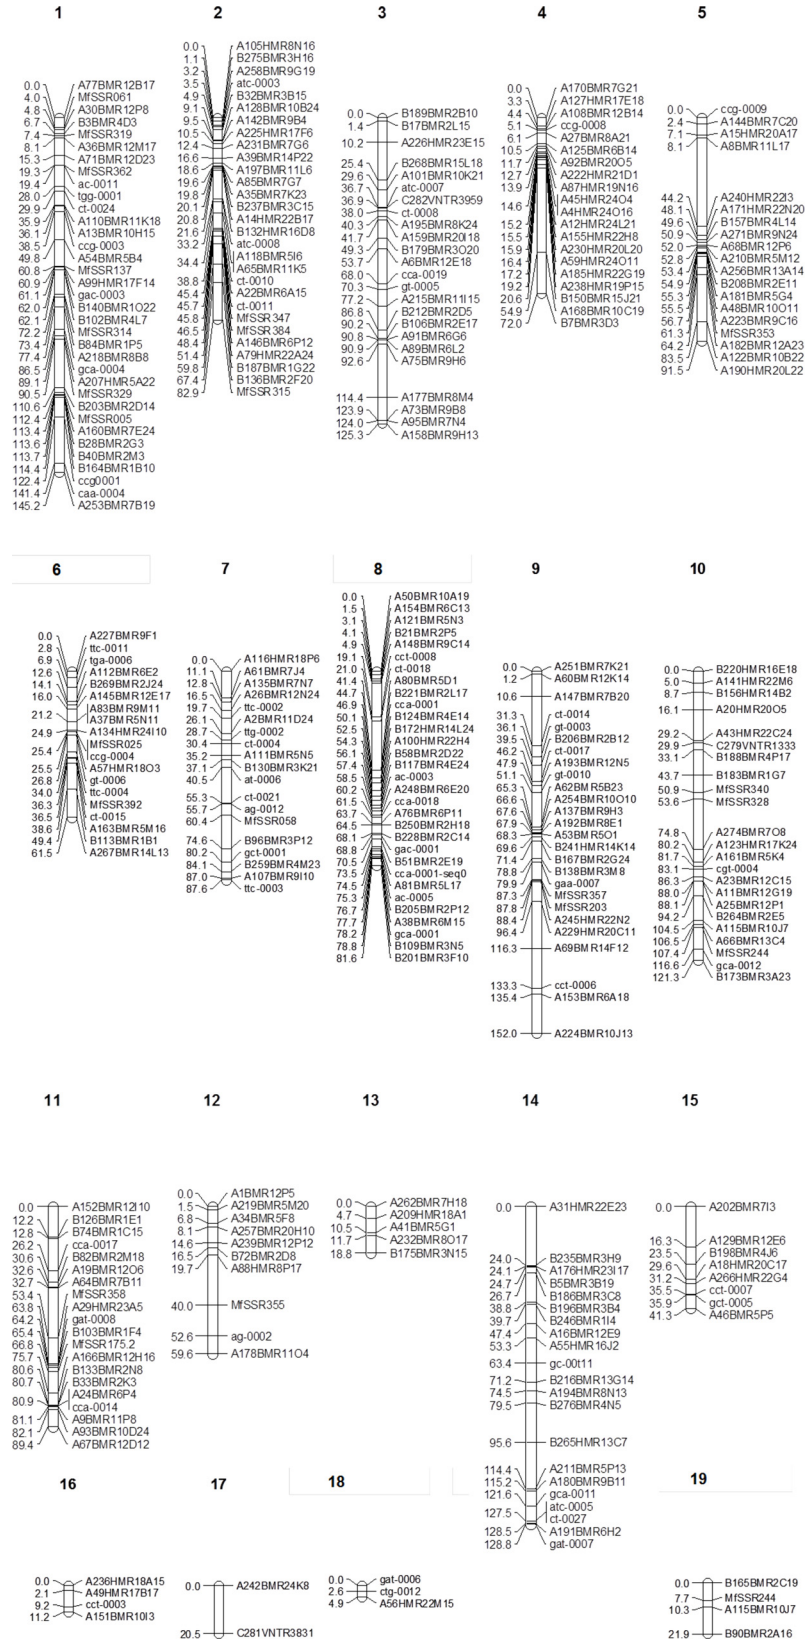 1
0.0 A77BMR12B17
4.0 MfSSR061
4.8 A30BMR12P8
6.7 B3BMR4D3
7.4 MfSSR319
8.1 A36BMR12M17
15.3 A71BMR12D23
19.3 MfSSR362
19.4 ac-0011
28.0 tgg-0001
29.9 ct-0024
35.9 A110BMR11K18
36.1 A13BMR10H15
38.5 ccg-0003
49.8 A54BMR5B4
60.8 MfSSR137
60.9 A99HMR17F14
61.1 gac-0003
62.0 B140BMR1O22
62.1 B102BMR4L7
72.2 MfSSR314
73.4 B84BMR1P5
77.4 A218BMR8B8
86.5 gca-0004
89.1 A207HMR5A22
90.5 MfSSR329
110.6 B203BMR2D14
112.4 MfSSR005
113.4 A160BMR7E24
113.6 B28BMR2G3
113.7 B40BMR2M3
114.4 B164BMR1B10
122.4 ccg0001
141.4 caa-0004
145.2 A253BMR7B19
2
0.0 A105HMR8N16
1.1 B275BMR3H16
3.2 A258BMR9G19
3.5 atc-0003
4.9 B32BMR3B15
9.1 A128BMR10B24
9.5 A142BMR9B4
10.5 A225HMR17F6
12.4 A231BMR7G6
16.6 A39BMR14P22
18.6 A197BMR11L6
19.6 A85BMR7G7
19.8 A35BMR7K23
20.1 B237BMR3C15
20.8 A14HMR22B17
21.6 B132HMR16D8
33.2 atc-0008
34.4 A118BMR5I6
A65BMR11K5
38.8 ct-0010
45.4 A22BMR6A15
45.7 ct-0011
45.8 MfSSR347
46.5 MfSSR384
48.4 A146BMR6P12
51.4 A79HMR22A24
59.8 B187BMR1G22
67.4 B136BMR2F20
82.9 MfSSR315
3
0.0 B189BMR2B10
1.4 B17BMR2L15
10.2 A226HMR23E15
25.4 B268BMR15L18
29.6 A101BMR10K21
36.7 atc-0007
36.9 C282VNTR3959
38.0 ct-0008
40.3 A195BMR8K24
41.7 A159BMR20I18
49.3 B179BMR3O20
53.7 A6BMR12E18
68.0 cca-0019
70.3 gt-0005
77.2 A215BMR11I15
86.8 B212BMR2D5
90.2 B106BMR2E17
90.8 A91BMR6G6
90.9 A89BMR6L2
92.6 A75BMR9H6
114.4 A177BMR8M4
123.9 A73BMR9B8
124.0 A95BMR7N4
125.3 A158BMR9H13
4
0.0 A170BMR7G21
3.3 A127HMR17E18
4.4 A108BMR12B14
5.1 ccg-0008
6.1 A27BMR8A21
10.5 A125BMR6B14
11.7 A92BMR20O5
12.7 A222HMR21D1
13.9 A87HMR19N16
14.6 A45HMR24O4
A4HMR24O16
15.2 A12HMR24L21
15.5 A155HMR22H8
15.9 A230HMR20L20
16.4 A59HMR24O11
17.2 A185HMR22G19
19.2 A238HMR19P15
20.6 B150BMR15J21
54.9 A168BMR10C19
72.0 B7BMR3D3
5
0.0 ccg-0009
2.4 A144BMR7C20
7.1 A15HMR20A17
8.1 A8BMR11L17
44.2 A240HMR22I3
48.1 A171HMR22N20
49.6 B157BMR4L14
50.9 A271BMR9N24
52.0 A68BMR12P6
52.8 A210BMR5M12
53.4 A256BMR13A14
54.9 B208BMR2E11
55.4 A181BMR5G4
55.5 A48BMR10O11
56.7 A223BMR9C16
61.3 MfSSR353
64.2 A182BMR12A23
83.5 A122BMR10B22
91.5 A190HMR20L22
6
0.0 A227BMR9F1
2.8 ttc-0011
6.9 tga-0006
12.6 A112BMR6E2
14.1 B269BMR2J24
16.0 A145BMR12E17
21.2 A83BMR9M11
A37BMR5N11
24.9 A134HMR24I10
25.4 MfSSR025
ccg-0004
25.5 A57HMR18O3
26.8 gt-0006
34.0 ttc-0004
36.3 MfSSR392
36.3 ct-0015
38.6 A163BMR5M16
49.4 B113BMR1B1
61.5 A267BMR14L13
7
0.0 A116HMR18P6
11.1 A61BMR7J4
12.8 A135BMR7N7
16.5 A26BMR12N24
19.7 ttc-0002
26.1 A2BMR11D24
28.7 ttg-0002
30.4 ct-0004
35.2 A111BMR5N5
37.1 B130BMR3K21
40.5 at-0006
55.3 ct-0021
55.7 ag-0012
60.4 MfSSR058
74.6 B96BMR3P12
80.2 gct-0001
84.1 B259BMR4M23
87.0 A107BMR9I10
87.6 ttc-0003
8
0.0 A50BMR10A19
1.5 A154BMR6C13
3.1 A121BMR5N3
4.1 B21BMR2P5
4.9 A148BMR9C14
19.1 cct-0008
21.0 ct-0018
41.4 A80BMR5D1
44.7 B221BMR2L17
46.9 cca-0001
50.1 B124BMR4E14
52.5 B172HMR14L24
54.3 A100HMR22H4
56.1 B58BMR2D22
57.4 B117BMR4E24
58.5 ac-0003
60.2 A248BMR6E20
61.5 cca-0018
63.7 A76BMR6P11
64.5 B250BMR2H18
68.1 B228BMR2C14
68.8 gac-0001
70.5 B51BMR2E19
73.5 cca-0001-seq0
74.5 A81BMR5L17
75.3 ac-0005
76.7 B205BMR2P12
77.7 A38BMR6M15
78.2 gca-0001
78.8 B109BMR3N5
81.6 B201BMR3F10
9
0.0 A251BMR7K21
1.2 A60BMR12K14
10.6 A147BMR7B20
31.3 ct-0014
36.1 gt-0003
39.5 B206BMR2B12
46.2 ct-0017
47.9 A193BMR12N5
51.1 gt-0010
65.3 A62BMR5B23
66.6 A254BMR10O10
67.6 A137BMR9H3
67.9 A192BMR8E1
68.3 A53BMR5O1
69.6 B241HMR14K14
71.4 B167BMR2G24
78.8 B138BMR3M8
79.9 gaa-0007
87.3 MfSSR357
87.8 MfSSR203
88.4 A245HMR22N2
96.4 A229HMR20C11
116.3 A69BMR14F12
133.3 cct-0006
135.4 A153BMR6A18
152.0 A224BMR10J13
10
0.0 B220HMR16E18
5.0 A141HMR22M6
8.7 B156HMR14B2
16.1 A20HMR20O5
29.2 A43HMR22C24
29.9 C279VNTR1333
33.1 B188BMR4P17
43.7 B183BMR1G7
50.9 MfSSR340
53.6 MfSSR328
74.8 A274BMR7O8
80.2 A123HMR17K24
81.7 A161BMR5K4
83.1 cgt-0004
86.3 A23BMR12C15
88.0 A11BMR12G19
88.1 A25BMR12P1
94.2 B264BMR2E5
104.5 A115BMR10J7
106.5 A66BMR13C4
107.4 MfSSR244
116.6 gca-0012
121.3 B173BMR3A23
11
0.0 A152BMR12I10
12.2 B126BMR1E1
12.8 B74BMR1C15
26.2 cca-0017
30.6 B82BMR2M18
32.6 A19BMR12O6
32.7 A64BMR7B11
53.4 MfSSR358
63.8 A29HMR23A5
64.2 gat-0008
65.4 B103BMR1F4
66.8 MfSSR175.2
75.7 A166BMR12H16
80.6 B133BMR2N8
80.7 B33BMR2K3
80.9 A24BMR6P4
cca-0014
81.1 A9BMR11P8
82.1 A93BMR10D24
89.4 A67BMR12D12
12
0.0 A1BMR12P5
1.5 A219BMR5M20
6.8 A34BMR5F8
8.1 A257BMR20H10
14.6 A239BMR12P12
16.5 B72BMR2D8
19.7 A88HMR8P17
40.0 MfSSR355
52.6 ag-0002
59.6 A178BMR11O4
13
0.0 A262BMR7H18
4.7 A209HMR18A1
10.5 A41BMR5G1
11.7 A232BMR8O17
18.8 B175BMR3N15
14
0.0 A31HMR22E23
24.0 B235BMR3H9
24.1 A176HMR23I17
24.7 B5BMR3B19
26.7 B186BMR3C8
38.8 B196BMR3B4
39.7 B246BMR1I4
47.4 A16BMR12E9
53.3 A55HMR16J2
63.4 gc-00t11
71.2 B216BMR13G14
74.5 A194BMR8N13
79.5 B276BMR4N5
95.6 B265HMR13C7
114.4 A211BMR5P13
115.2 A180BMR9B11
121.6 gca-0011
127.5 atc-0005
ct-0027
128.5 A191BMR6H2
128.8 gat-0007
15
0.0 A202BMR7I3
16.3 A129BMR12E6
23.5 B198BMR4J6
29.6 A18HMR20C17
31.2 A266HMR22G4
35.5 cct-0007
35.9 gct-0005
41.3 A46BMR5P5
16
0.0 A236HMR18A15
2.1 A49HMR17B17
9.2 cct-0003
11.2 A151BMR10I3
17
0.0 A242BMR24K8
20.5 C281VNTR3831
18
0.0 gat-0006
2.6 ctg-0012
4.9 A56HMR22M15
19
0.0 B165BMR2C19
7.7 MfSSR244
10.3 A115BMR10J7
21.9 B90BMR2A16